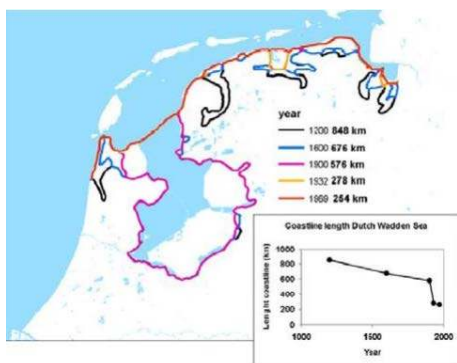 year
1200 848 km
1600 676 km
1900 576 km
1932 278 km
1969 254 km
Coastline length Dutch Wadden Sea
Lenght coastline (km)
1000
800
600
400
200
0
1000 1500 2000
Year